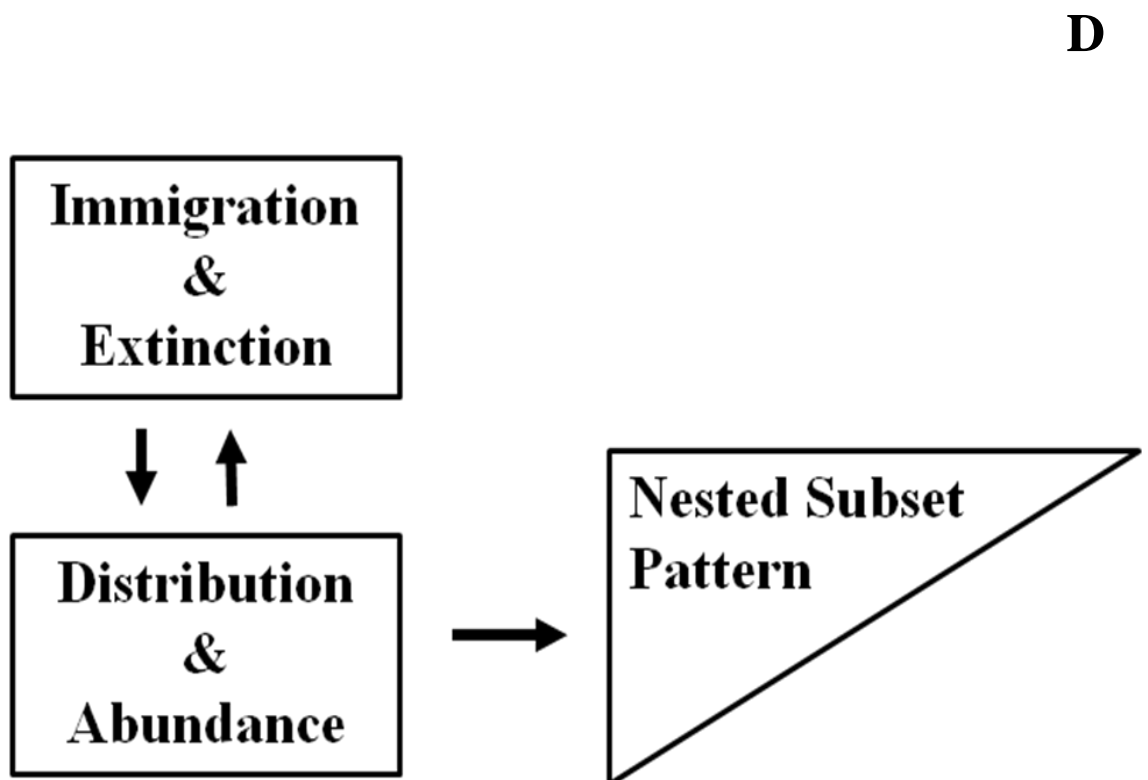 D
Immigration
&
Extinction
Distribution
&
Abundance
Nested Subset
Pattern